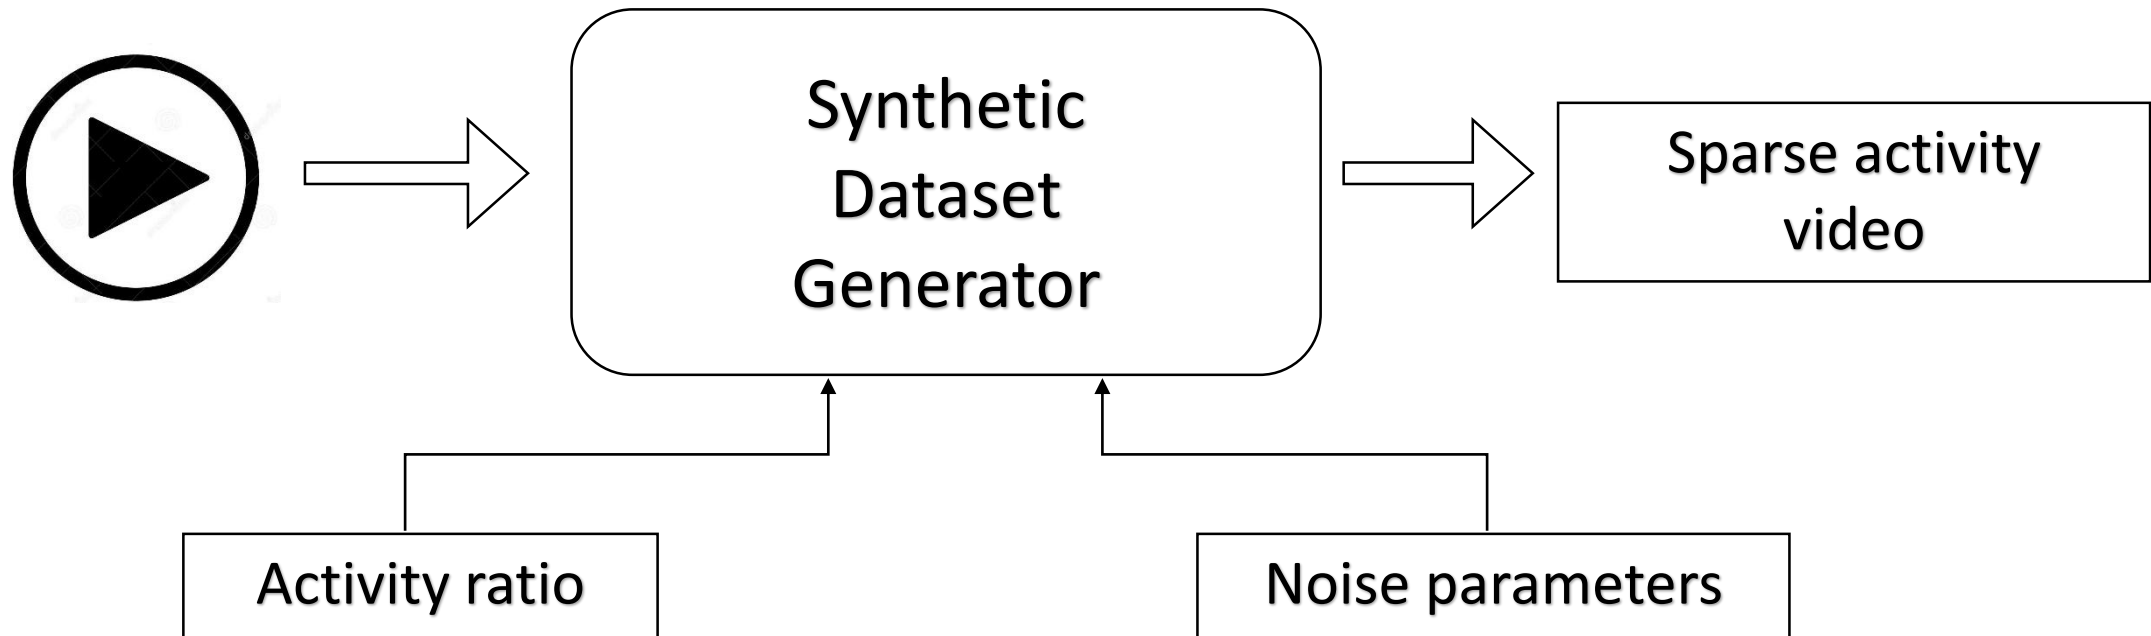 Synthetic
Dataset
Generator
Sparse activity
video
Activity ratio
Noise parameters